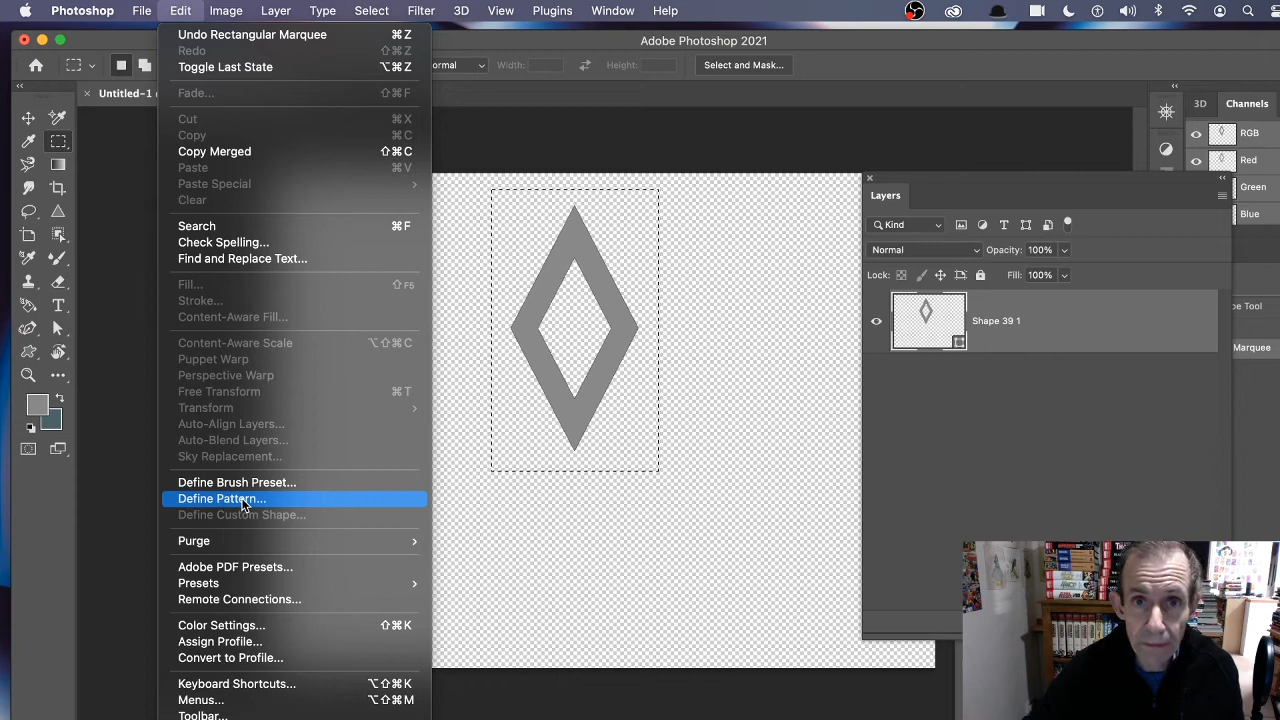 Photoshop File Edit Image Layer Type Select Filter 3D View Plugins Window Help
Adobe Photoshop 2021
Undo Rectangular Marquee ⌘Z
Redo ⇧⌘Z
Toggle Last State ⌥⌘Z
Fade... ⇧⌘F
Cut ⌘X
Copy ⌘C
Copy Merged ⇧⌘C
Paste ⌘V
Paste Special
Clear
Search ⌘F
Check Spelling...
Find and Replace Text...
Fill... ⇧F5
Stroke...
Content-Aware Fill...
Content-Aware Scale ⌥⇧⌘C
Puppet Warp
Perspective Warp
Free Transform ⌘T
Transform
Auto-Align Layers...
Auto-Blend Layers...
Sky Replacement...
Define Brush Preset...
Define Pattern...
Define Custom Shape...
Purge
Adobe PDF Presets...
Presets
Remote Connections...
Color Settings... ⇧⌘K
Assign Profile...
Convert to Profile...
Keyboard Shortcuts... ⌥⇧⌘K
Menus... ⌥⇧⌘M
Toolbar...
ormal Width: Height: Select and Mask...
Untitled-1
3D Channels
RGB
Red
Green
Blue
Layers
Kind
Normal Opacity: 100%
Lock: Fill: 100%
Shape 39 1
pe Tool
Marquee